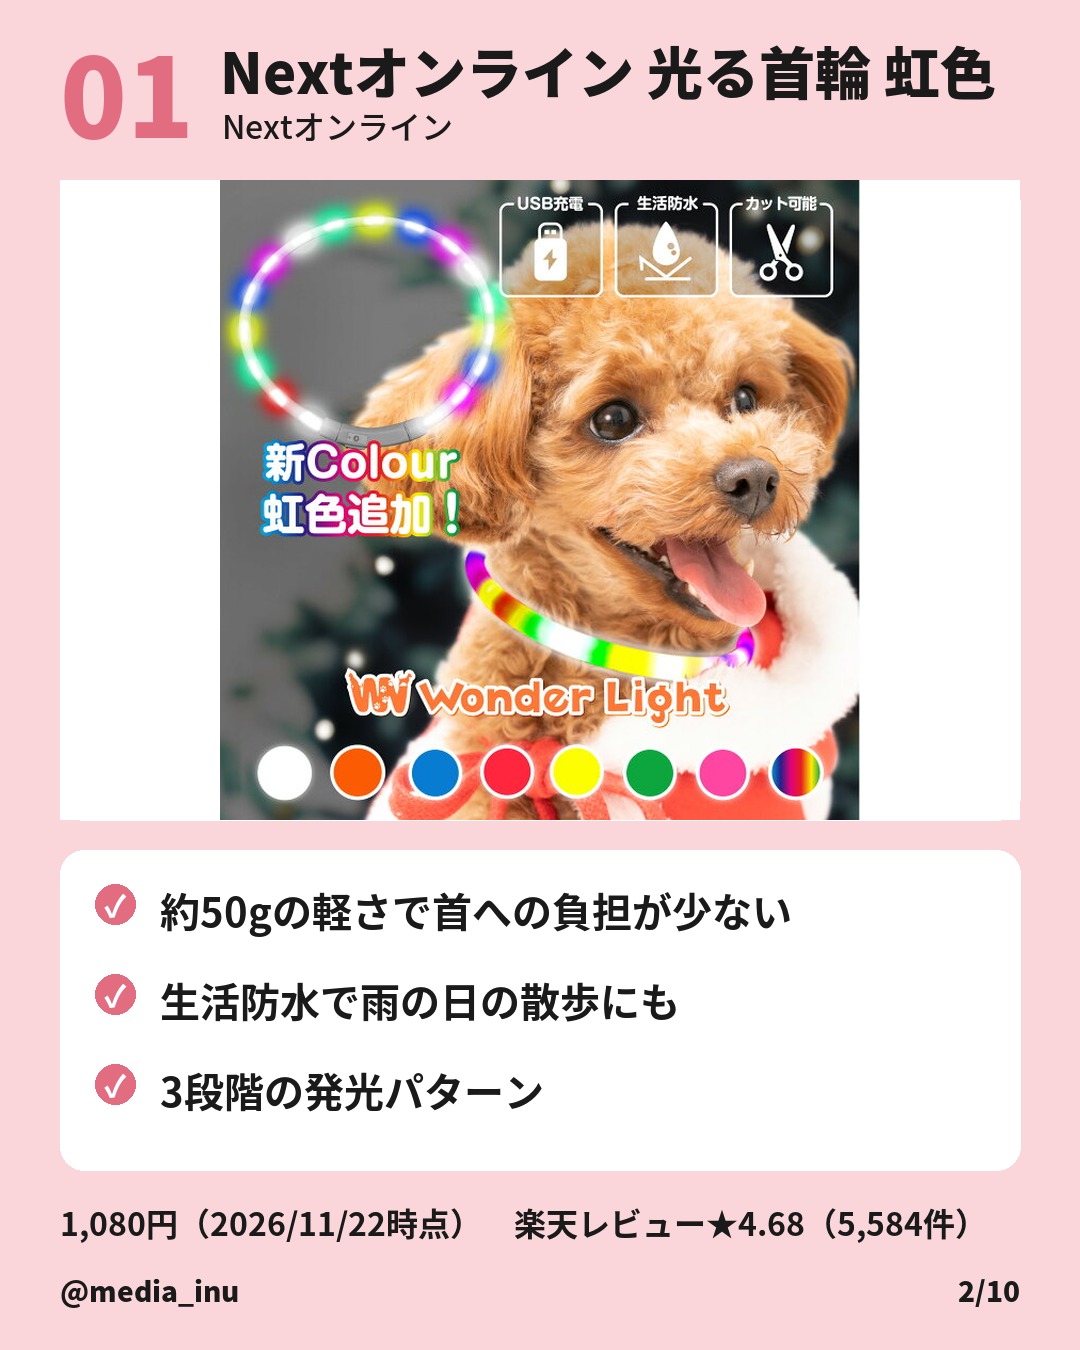 01
Nextオンライン 光る首輪 虹色
Nextオンライン
USB充電
生活防水
カット可能
新Colour
虹色追加！
Wonder Light
約50gの軽さで首への負担が少ない
生活防水で雨の日の散歩にも
3段階の発光パターン
1,080円（2026/11/22時点） 楽天レビュー★4.68（5,584件）
@media_inu
2/10